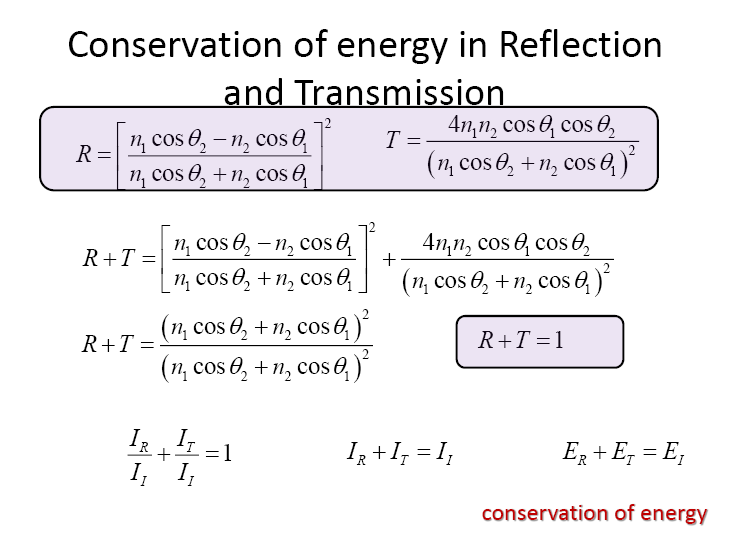 Conservation of energy in Reflection
and Transmission
R = [ (n₁ cos θ₂ − n₂ cos θ₁) / (n₁ cos θ₂ + n₂ cos θ₁) ]² T = 4n₁n₂ cos θ₁ cos θ₂ / (n₁ cos θ₂ + n₂ cos θ₁)²
R + T = [ (n₁ cos θ₂ − n₂ cos θ₁) / (n₁ cos θ₂ + n₂ cos θ₁) ]² + 4n₁n₂ cos θ₁ cos θ₂ / (n₁ cos θ₂ + n₂ cos θ₁)²
R + T = (n₁ cos θ₂ + n₂ cos θ₁)² / (n₁ cos θ₂ + n₂ cos θ₁)² R + T = 1
I_R / I_I + I_T / I_I = 1 I_R + I_T = I_I E_R + E_T = E_I
conservation of energy